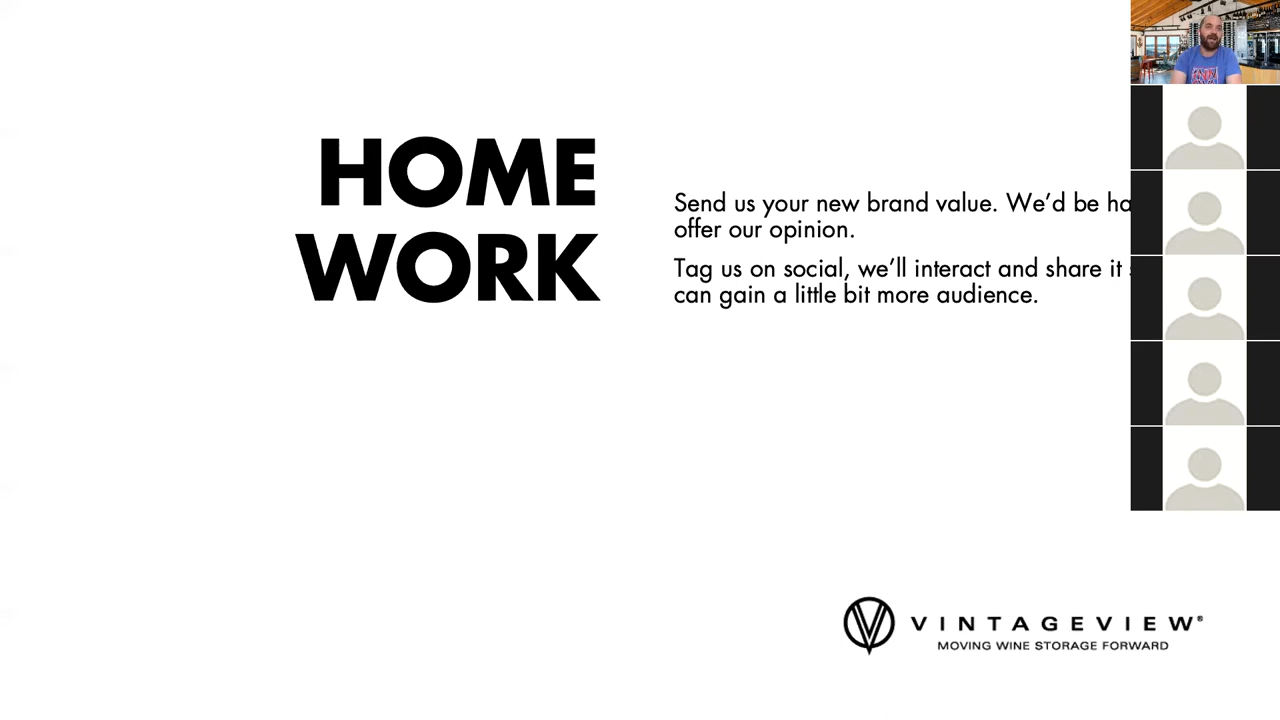 HOME
WORK
Send us your new brand value. We’d be
offer our opinion.
Tag us on social, we’ll interact and share it
can gain a little bit more audience.
VINTAGEVIEW®
MOVING WINE STORAGE FORWARD